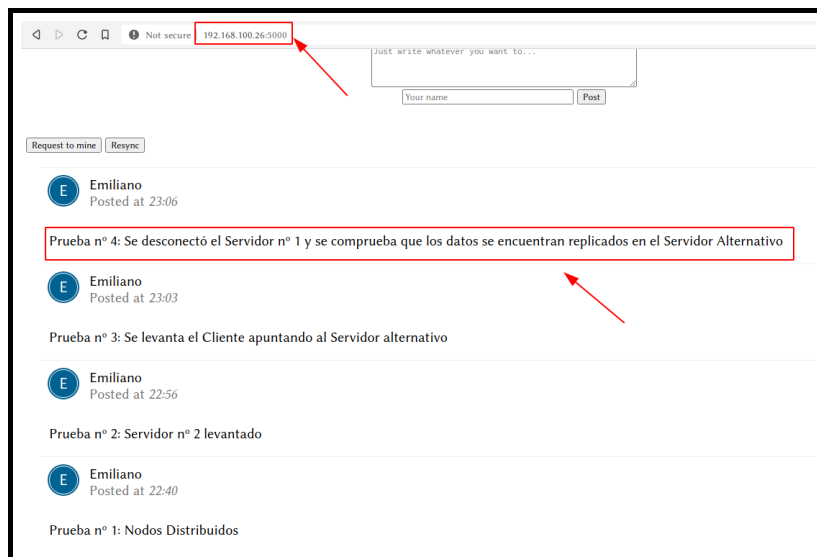 Not secure 192.168.100.26:5000
Just write whatever you want to...
Your name Post
Request to mine Resync
E Emiliano
Posted at 23:06
Prueba nº 4: Se desconectó el Servidor nº 1 y se comprueba que los datos se encuentran replicados en el Servidor Alternativo
E Emiliano
Posted at 23:03
Prueba nº 3: Se levanta el Cliente apuntando al Servidor alternativo
E Emiliano
Posted at 22:56
Prueba nº 2: Servidor nº 2 levantado
E Emiliano
Posted at 22:40
Prueba nº 1: Nodos Distribuidos